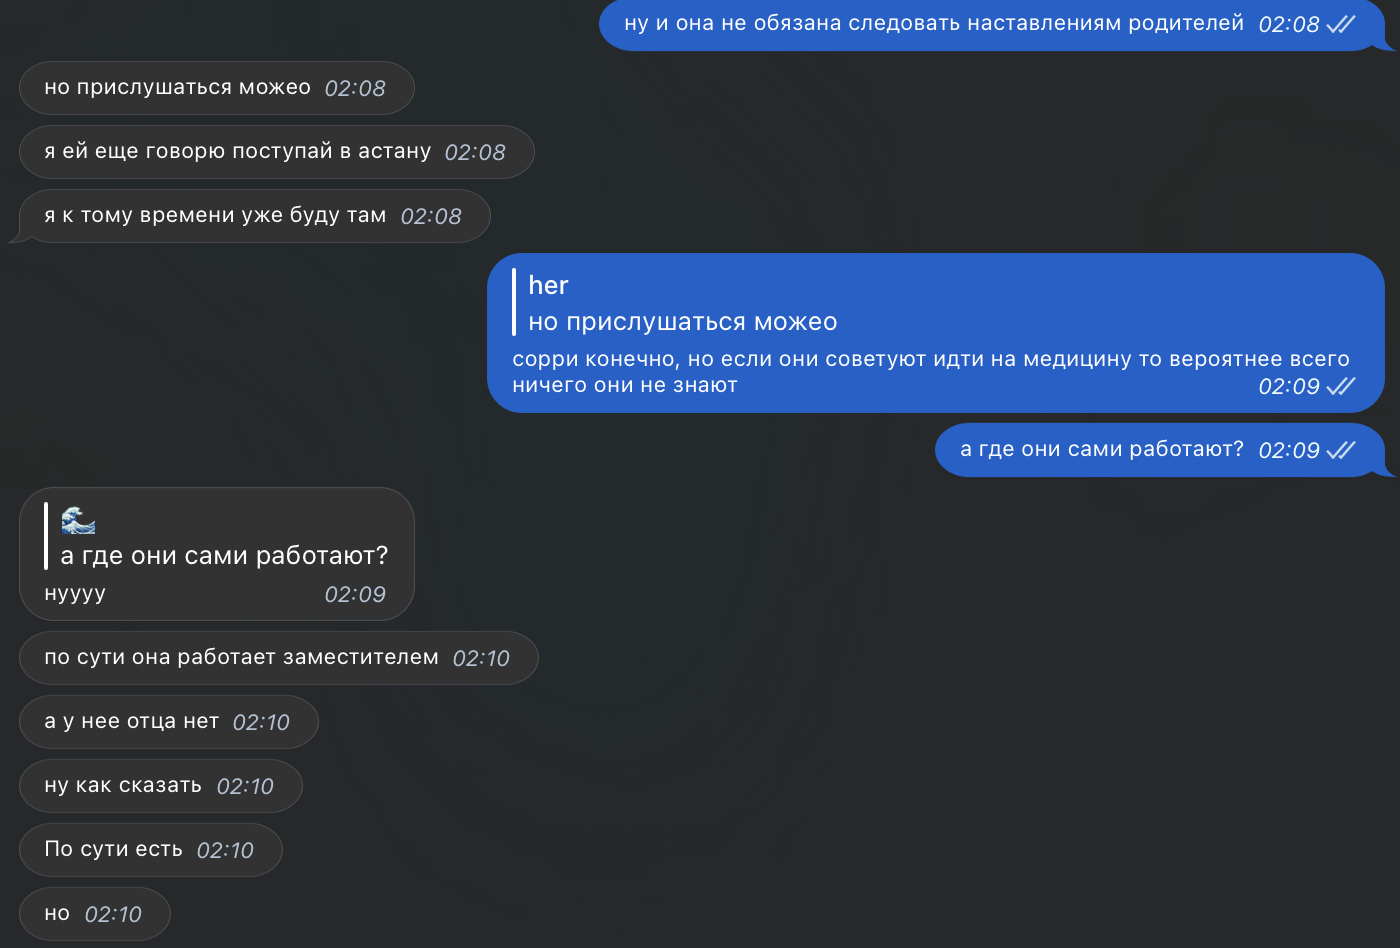 ну и она не обязана следовать наставлениям родителей 02:08
но прислушаться можео 02:08
я ей еще говорю поступай в астану 02:08
я к тому времени уже буду там 02:08
her
но прислушаться можео
сорри конечно, но если они советуют идти на медицину то вероятнее всего
ничего они не знают 02:09
а где они сами работают? 02:09
🌊
а где они сами работают?
нуууу 02:09
по сути она работает заместителем 02:10
а у нее отца нет 02:10
ну как сказать 02:10
По сути есть 02:10
но 02:10